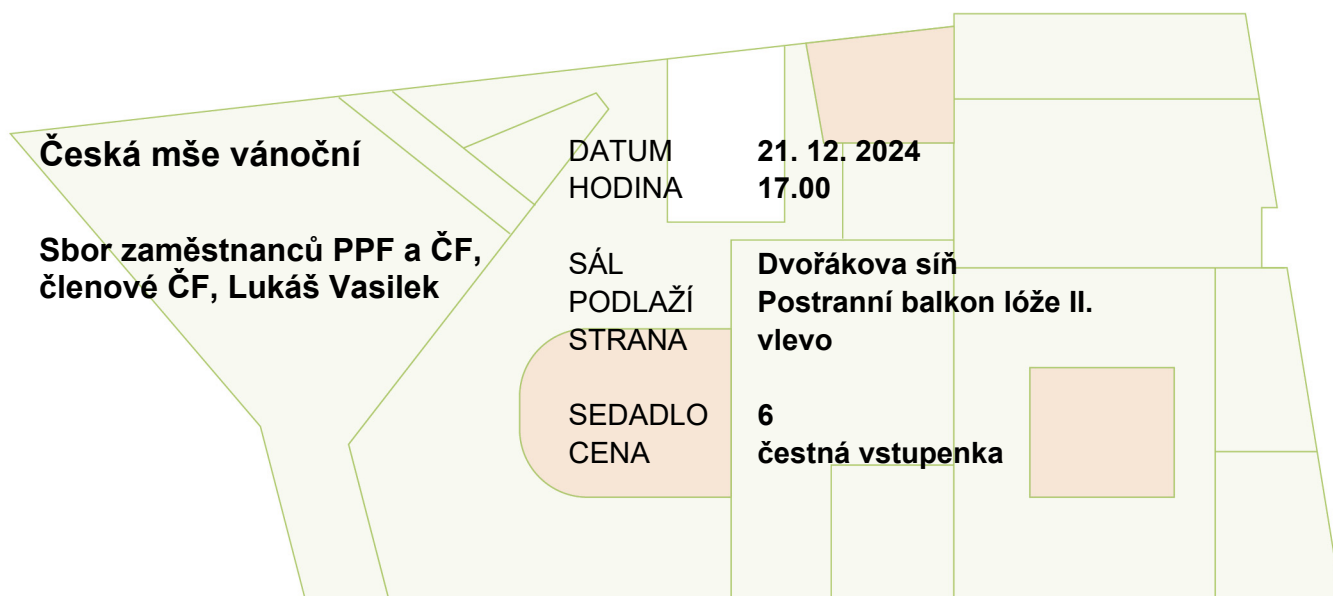 Česká mše vánoční
Sbor zaměstnanců PPF a ČF,
členové ČF, Lukáš Vasilek
DATUM 21. 12. 2024
HODINA 17.00
SÁL Dvořákova síň
PODLAŽÍ Postranní balkon lóže II.
STRANA vlevo
SEDADLO 6
CENA čestná vstupenka